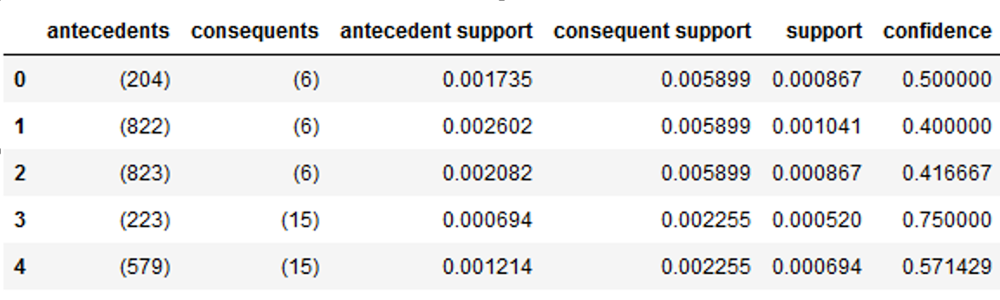 antecedents consequents antecedent support consequent support support confidence
0 (204) (6) 0.001735 0.005899 0.000867 0.500000
1 (822) (6) 0.002602 0.005899 0.001041 0.400000
2 (823) (6) 0.002082 0.005899 0.000867 0.416667
3 (223) (15) 0.000694 0.002255 0.000520 0.750000
4 (579) (15) 0.001214 0.002255 0.000694 0.571429